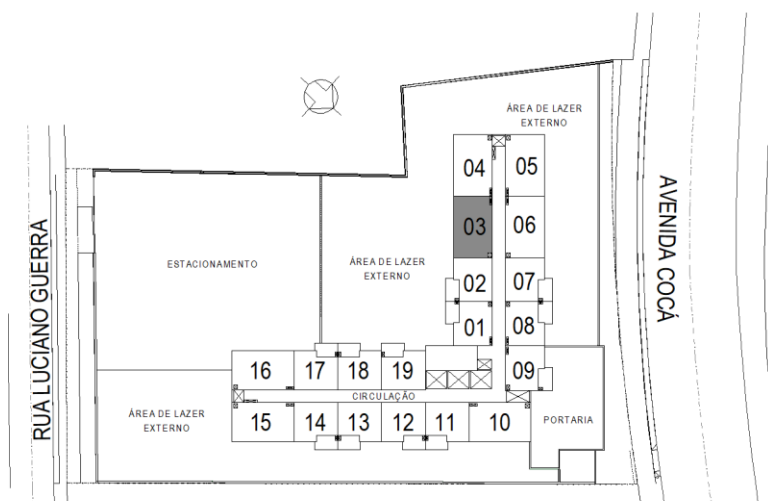 ÁREA DE LAZER
EXTERNO
04
05
03
06
ESTACIONAMENTO
ÁREA DE LAZER
EXTERNO
02
07
01
08
16
17
18
19
09
CIRCULAÇÃO
ÁREA DE LAZER
EXTERNO
15
14
13
12
11
10
PORTARIA
RUA LUCIANO GUERRA
AVENIDA COCÁ